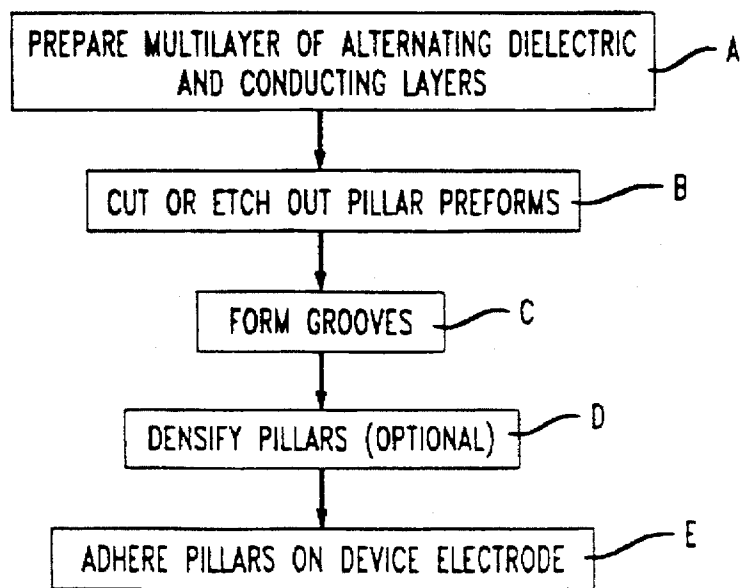 PREPARE MULTILAYER OF ALTERNATING DIELECTRIC
AND CONDUCTING LAYERS
A
CUT OR ETCH OUT PILLAR PREFORMS
B
FORM GROOVES
C
DENSIFY PILLARS (OPTIONAL)
D
ADHERE PILLARS ON DEVICE ELECTRODE
E